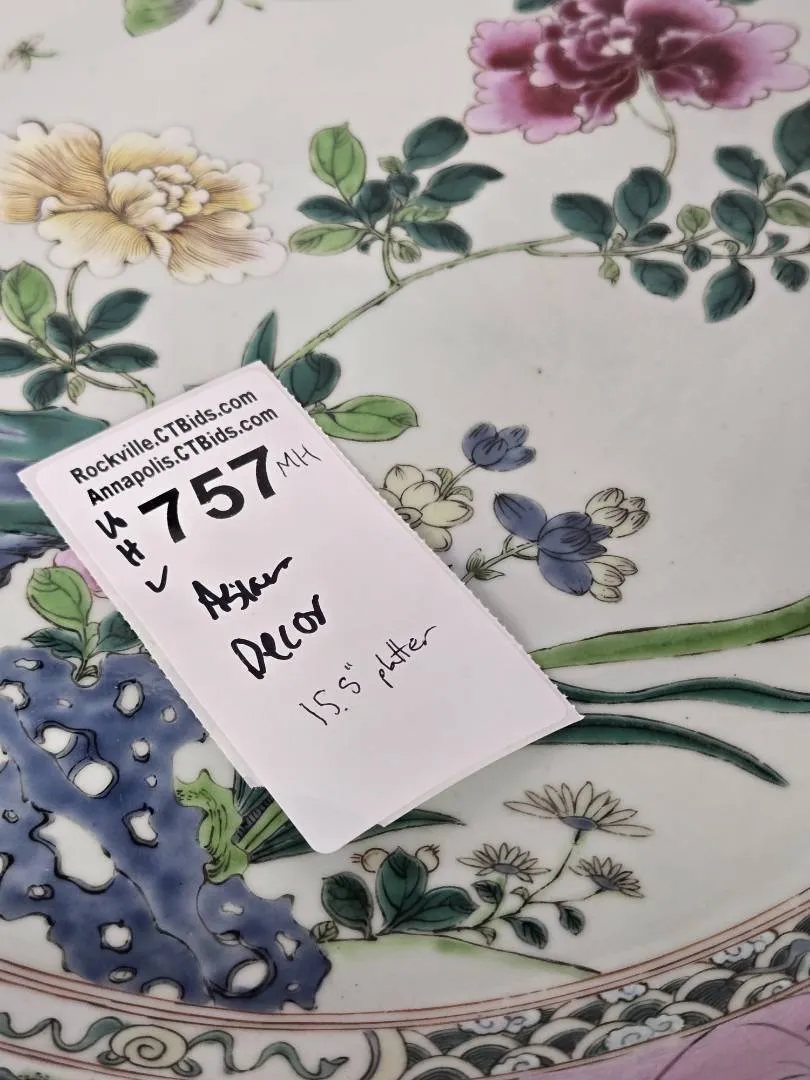 Rockville.CTBids.com
Annapolis.CTBids.com
757 MH
Asian
Decor
15.5" platter